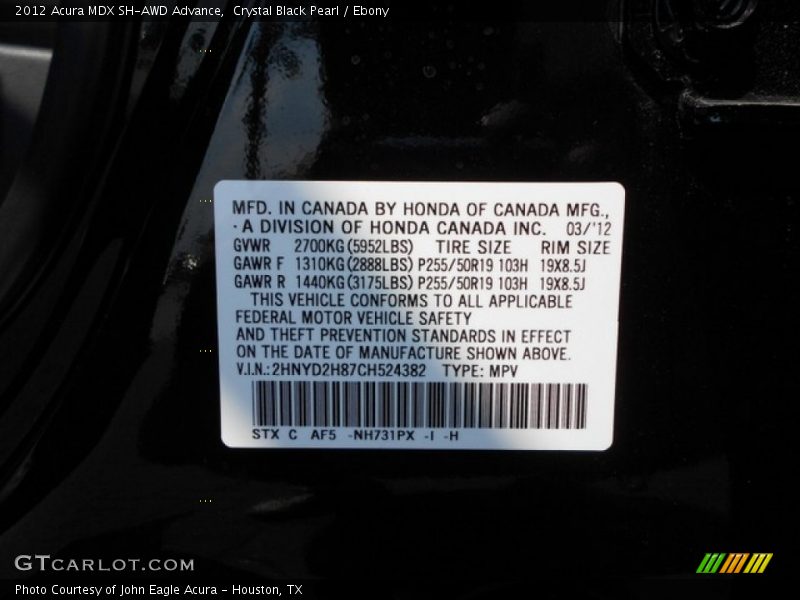 2012 Acura MDX SH-AWD Advance, Crystal Black Pearl / Ebony
MFD. IN CANADA BY HONDA OF CANADA MFG.,
· A DIVISION OF HONDA CANADA INC. 03/'12
GVWR 2700KG(5952LBS) TIRE SIZE RIM SIZE
GAWR F 1310KG(2888LBS) P255/50R19 103H 19X8.5J
GAWR R 1440KG(3175LBS) P255/50R19 103H 19X8.5J
THIS VEHICLE CONFORMS TO ALL APPLICABLE
FEDERAL MOTOR VEHICLE SAFETY
AND THEFT PREVENTION STANDARDS IN EFFECT
ON THE DATE OF MANUFACTURE SHOWN ABOVE.
V.I.N.: 2HNYD2H87CH524382 TYPE: MPV
STX C AF5 -NH731PX -I -H
GTCARLOT.COM
Photo Courtesy of John Eagle Acura - Houston, TX